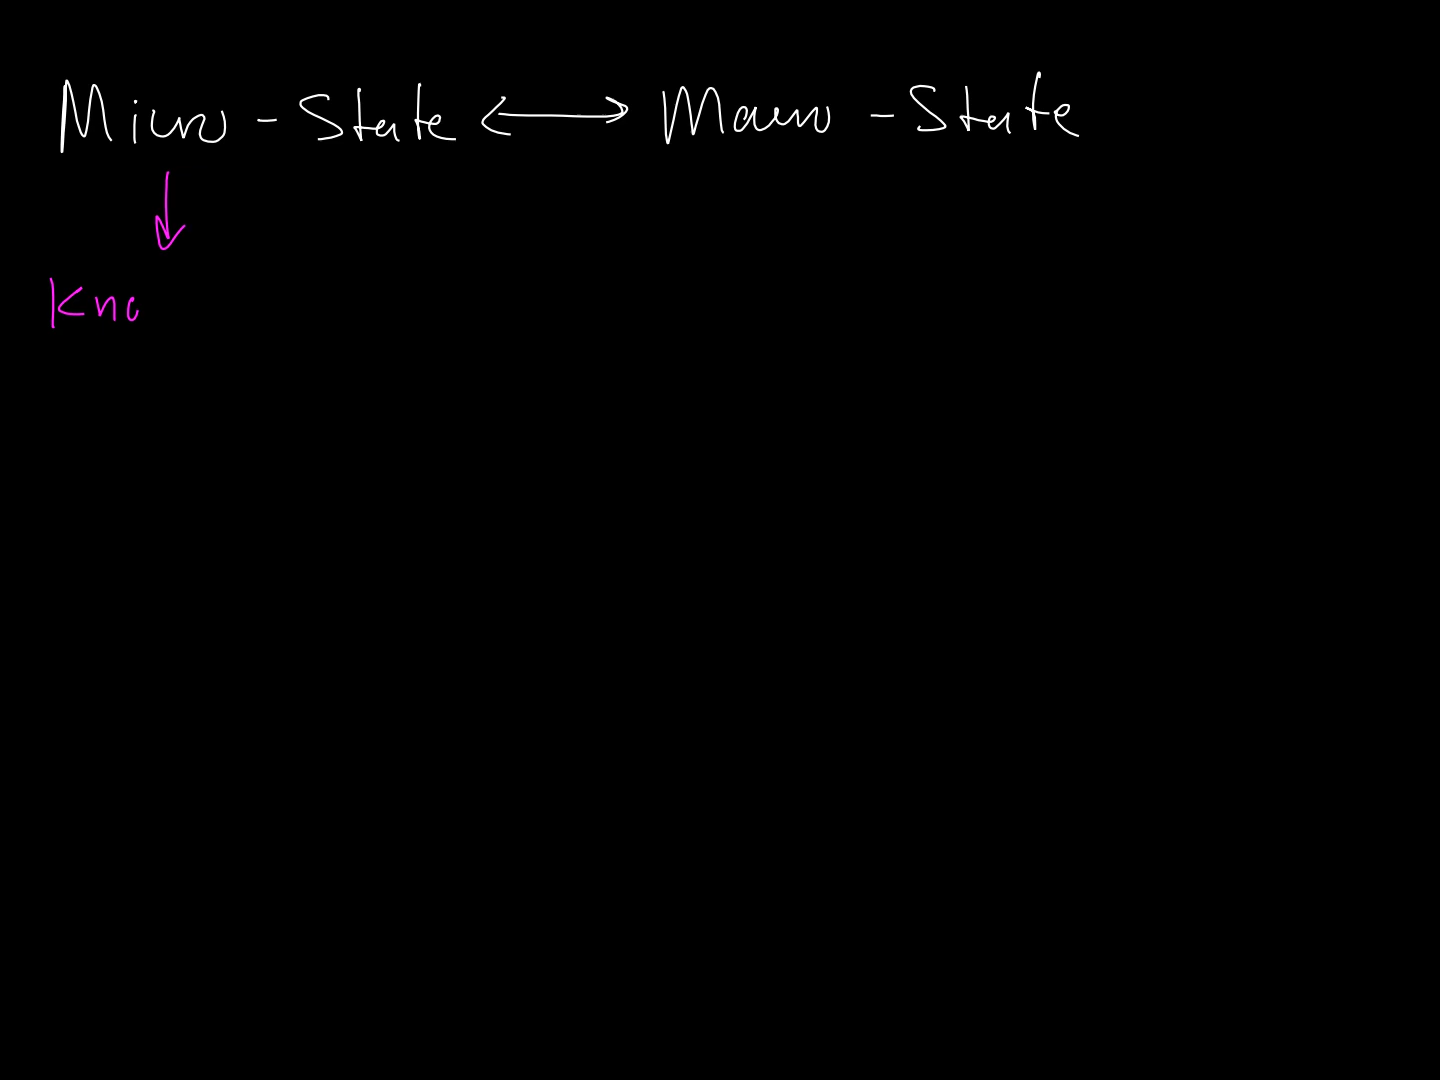 Micro - State ⟷ Macro - State
↓
Kno